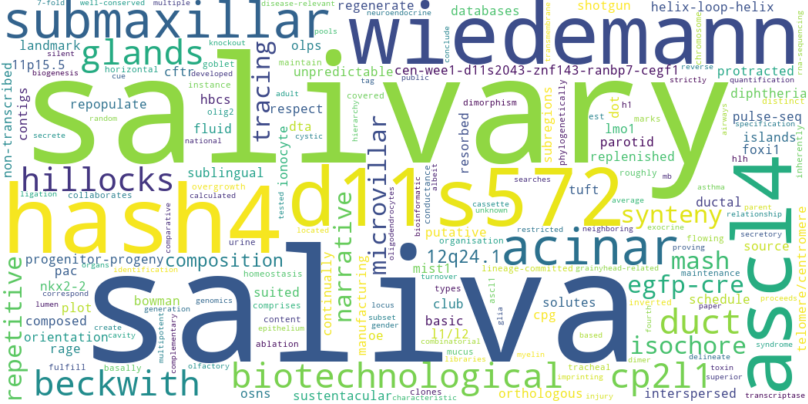 7-fold well-conserved multiple disease-relevant
submaxillar
regenerate
neuroendocrine
shotgun
helix-loop-helix
wiedemann
databases
landmark
glands
knockout
pools
olps
conclude
silent
horizontal
goblet
tracing
11p15.5
cftr
unpredictable
cen-wee1-d11s2043-znf143-ranbp7-cegf1
protracted
biogenesis
cue
developed
maintain
tag
public
reverse
strictly
quantification
diphtheria
non-transcribed
contigs
salivary
repopulate
instance
adult
dimorphism
covered
hbcs
respect
random
olig2
secrete
dta
cystic
hierarchy
fluid
national
ionocyte
resorbed
subregions
dot
est
h1
marks
lmo1
parotid
phylogenetically
pulse-seq
specification
islands
foxi1
distinct
chromosome
rna-sequencing
transmembrane
airways
hlh
transcriptase
sublingual
hillocks
overgrowth
ligation
collaborates
calculated
tested
located
comparative
urine
microvillar
searches
cassette
unknown
conductance
albeit
bioinformatic
oligodendrocytes
replenished
roughly
mb
tuft
average
restricted
neighboring
inherently
asthma
ductal
parent
relationship
exocrine
hash4
d11s572
synteny
flowing
secretory
source
proving
putative
organisation
12q24.1
acinar
mash
maintenance
ascl4
progenitor-progeny
composition
organs
identification
homeostasis
narrative
continually
manufacturing
mist1
turnover
lineage-committed
grainyhead-related
egfp-cre
schedule
nkx2-2
pac
correspond
bowman
generation
comprises
suited
genomics
locus
types
club
ascl1
solutes
cpg
inverted
repetitive
lumen
plot
composed
create
cavity
multipotent
complementary
content
epithelium
saliva
subset
gender
oe
basic
l1/l2
glia
based
fourth
duct
telomere/centromere
orientation
rage
fulfill
basally
olfactory
ablation
combined
imprinting
mucus
libraries
myelin
tracheal
dimer
paper
isochore
delineate
proceeds
syndrome
toxin
superior
beckwith
biotechnological
cp2l1
osns
sustentacular
characteristic
clones
orthologous
injury
interspersed